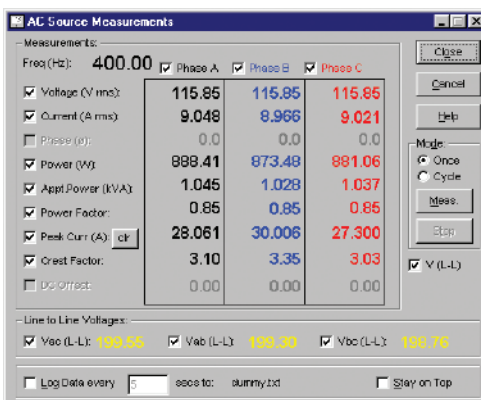 AC Source Measurements
Measurements:
Freq (Hz): 400.00 Phase A Phase B Phase C
Voltage (V rms): 115.85 115.85 115.85
Current (A rms): 9.048 8.966 9.021
Phase (ø): 0.0 0.0 0.0
Power (W): 888.41 873.48 881.06
Appt.Power (kVA): 1.045 1.028 1.037
Power Factor: 0.85 0.85 0.85
Peak Curr (A): clr 28.061 30.006 27.300
Crest Factor: 3.10 3.35 3.03
DC Offset: 0.00 0.00 0.00
Close
Cancel
Help
Mode:
Once
Cycle
Meas.
Stop
V (L-L)
Line to Line Voltages:
Vac (L-L): 199.55 Vab (L-L): 199.30 Vbc (L-L): 198.76
Log Data every 5 secs to: dummy.txt Stay on Top